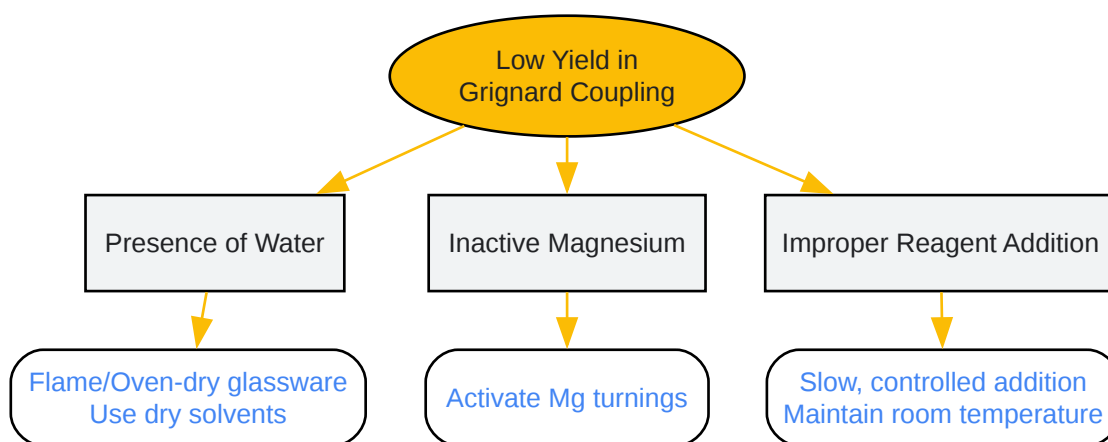 Low Yield in
Grignard Coupling
Presence of Water
Inactive Magnesium
Improper Reagent Addition
Flame/Oven-dry glassware
Use dry solvents
Activate Mg turnings
Slow, controlled addition
Maintain room temperature